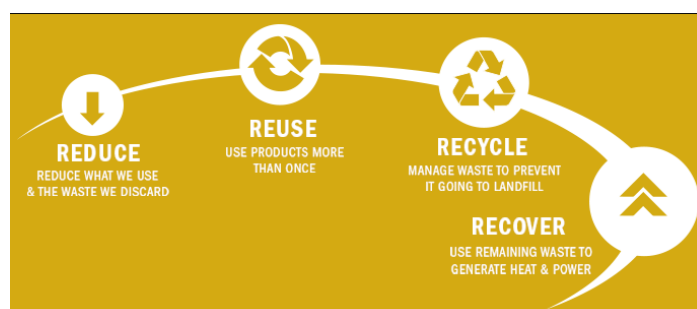 REDUCE
REDUCE WHAT WE USE
& THE WASTE WE DISCARD
REUSE
USE PRODUCTS MORE
THAN ONCE
RECYCLE
MANAGE WASTE TO PREVENT
IT GOING TO LANDFILL
RECOVER
USE REMAINING WASTE TO
GENERATE HEAT & POWER